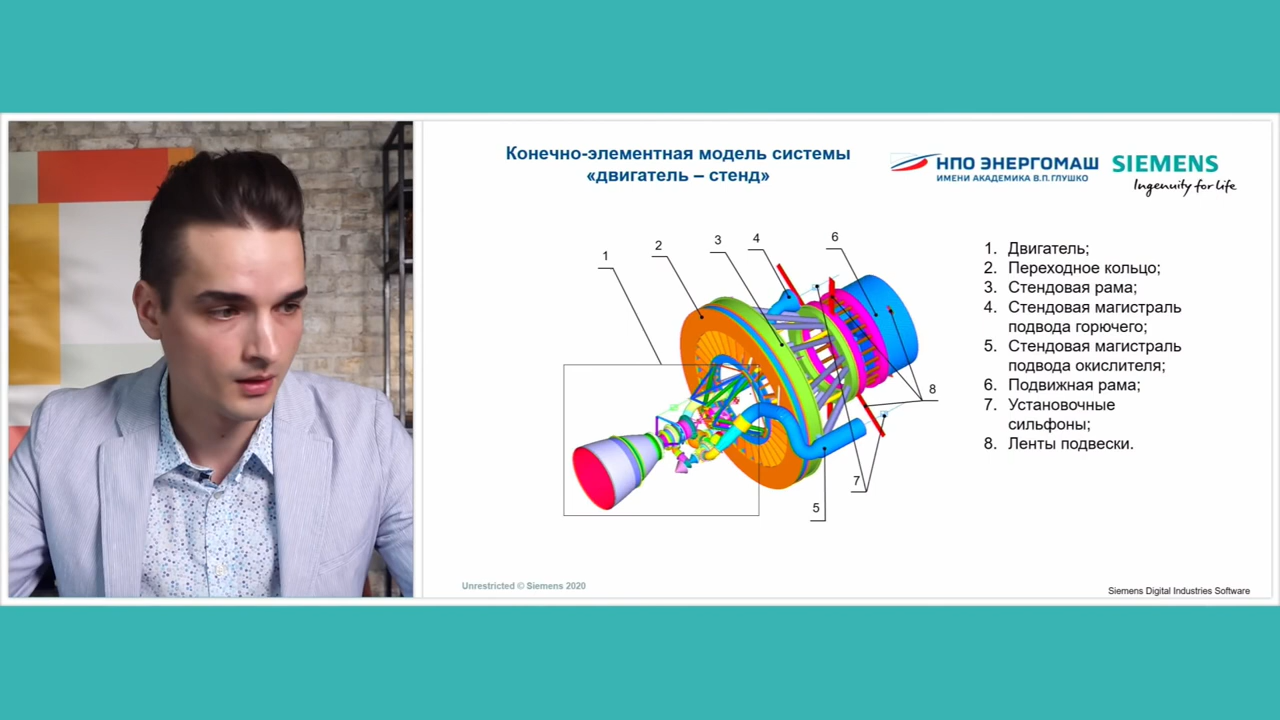 Конечно-элементная модель системы
«двигатель – стенд»
НПО ЭНЕРГОМАШ
ИМЕНИ АКАДЕМИКА В.П.ГЛУШКО
SIEMENS
Ingenuity for life
1
2
3
4
6
8
7
5
1. Двигатель;
2. Переходное кольцо;
3. Стендовая рама;
4. Стендовая магистраль
подвода горючего;
5. Стендовая магистраль
подвода окислителя;
6. Подвижная рама;
7. Установочные
сильфоны;
8. Ленты подвески.
Unrestricted © Siemens 2020
Siemens Digital Industries Software